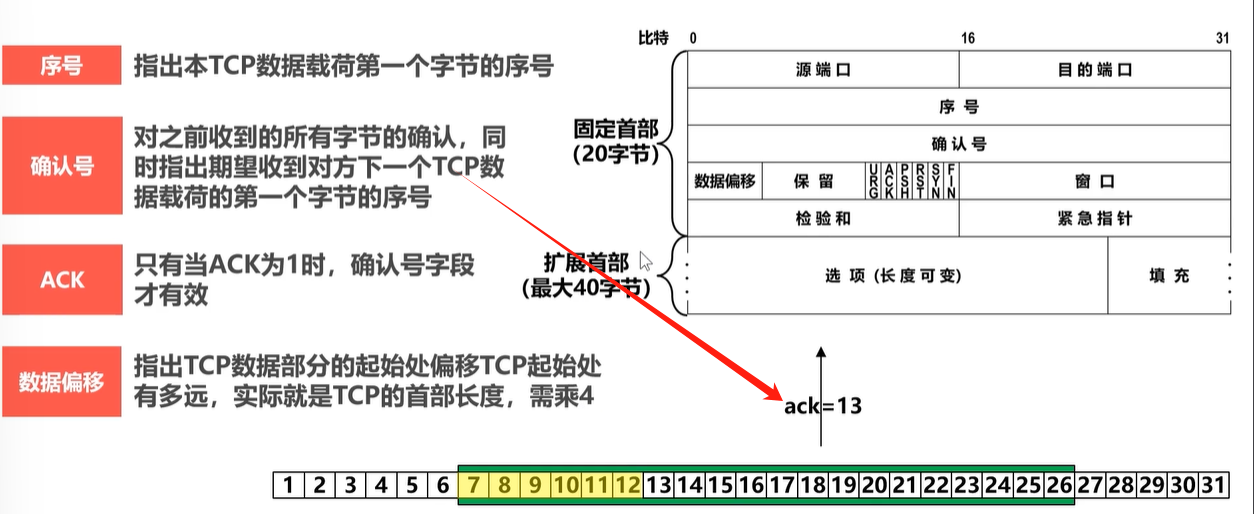 序号
指出本TCP数据载荷第一个字节的序号
确认号
对之前收到的所有字节的确认，同
时指出期望收到对方下一个TCP数
据载荷的第一个字节的序号
ACK
只有当ACK为1时，确认号字段
才有效
数据偏移
指出TCP数据部分的起始处偏移TCP起始处
有多远，实际就是TCP的首部长度，需乘4
比特 0 16 31
固定首部
（20字节）
源端口 目的端口
序号
确认号
数据偏移 保留 URG ACK PSH RST SYN FIN 窗口
检验和 紧急指针
扩展首部
（最大40字节）
选项（长度可变） 填充
ack=13
1 2 3 4 5 6 7 8 9 10 11 12 13 14 15 16 17 18 19 20 21 22 23 24 25 26 27 28 29 30 31